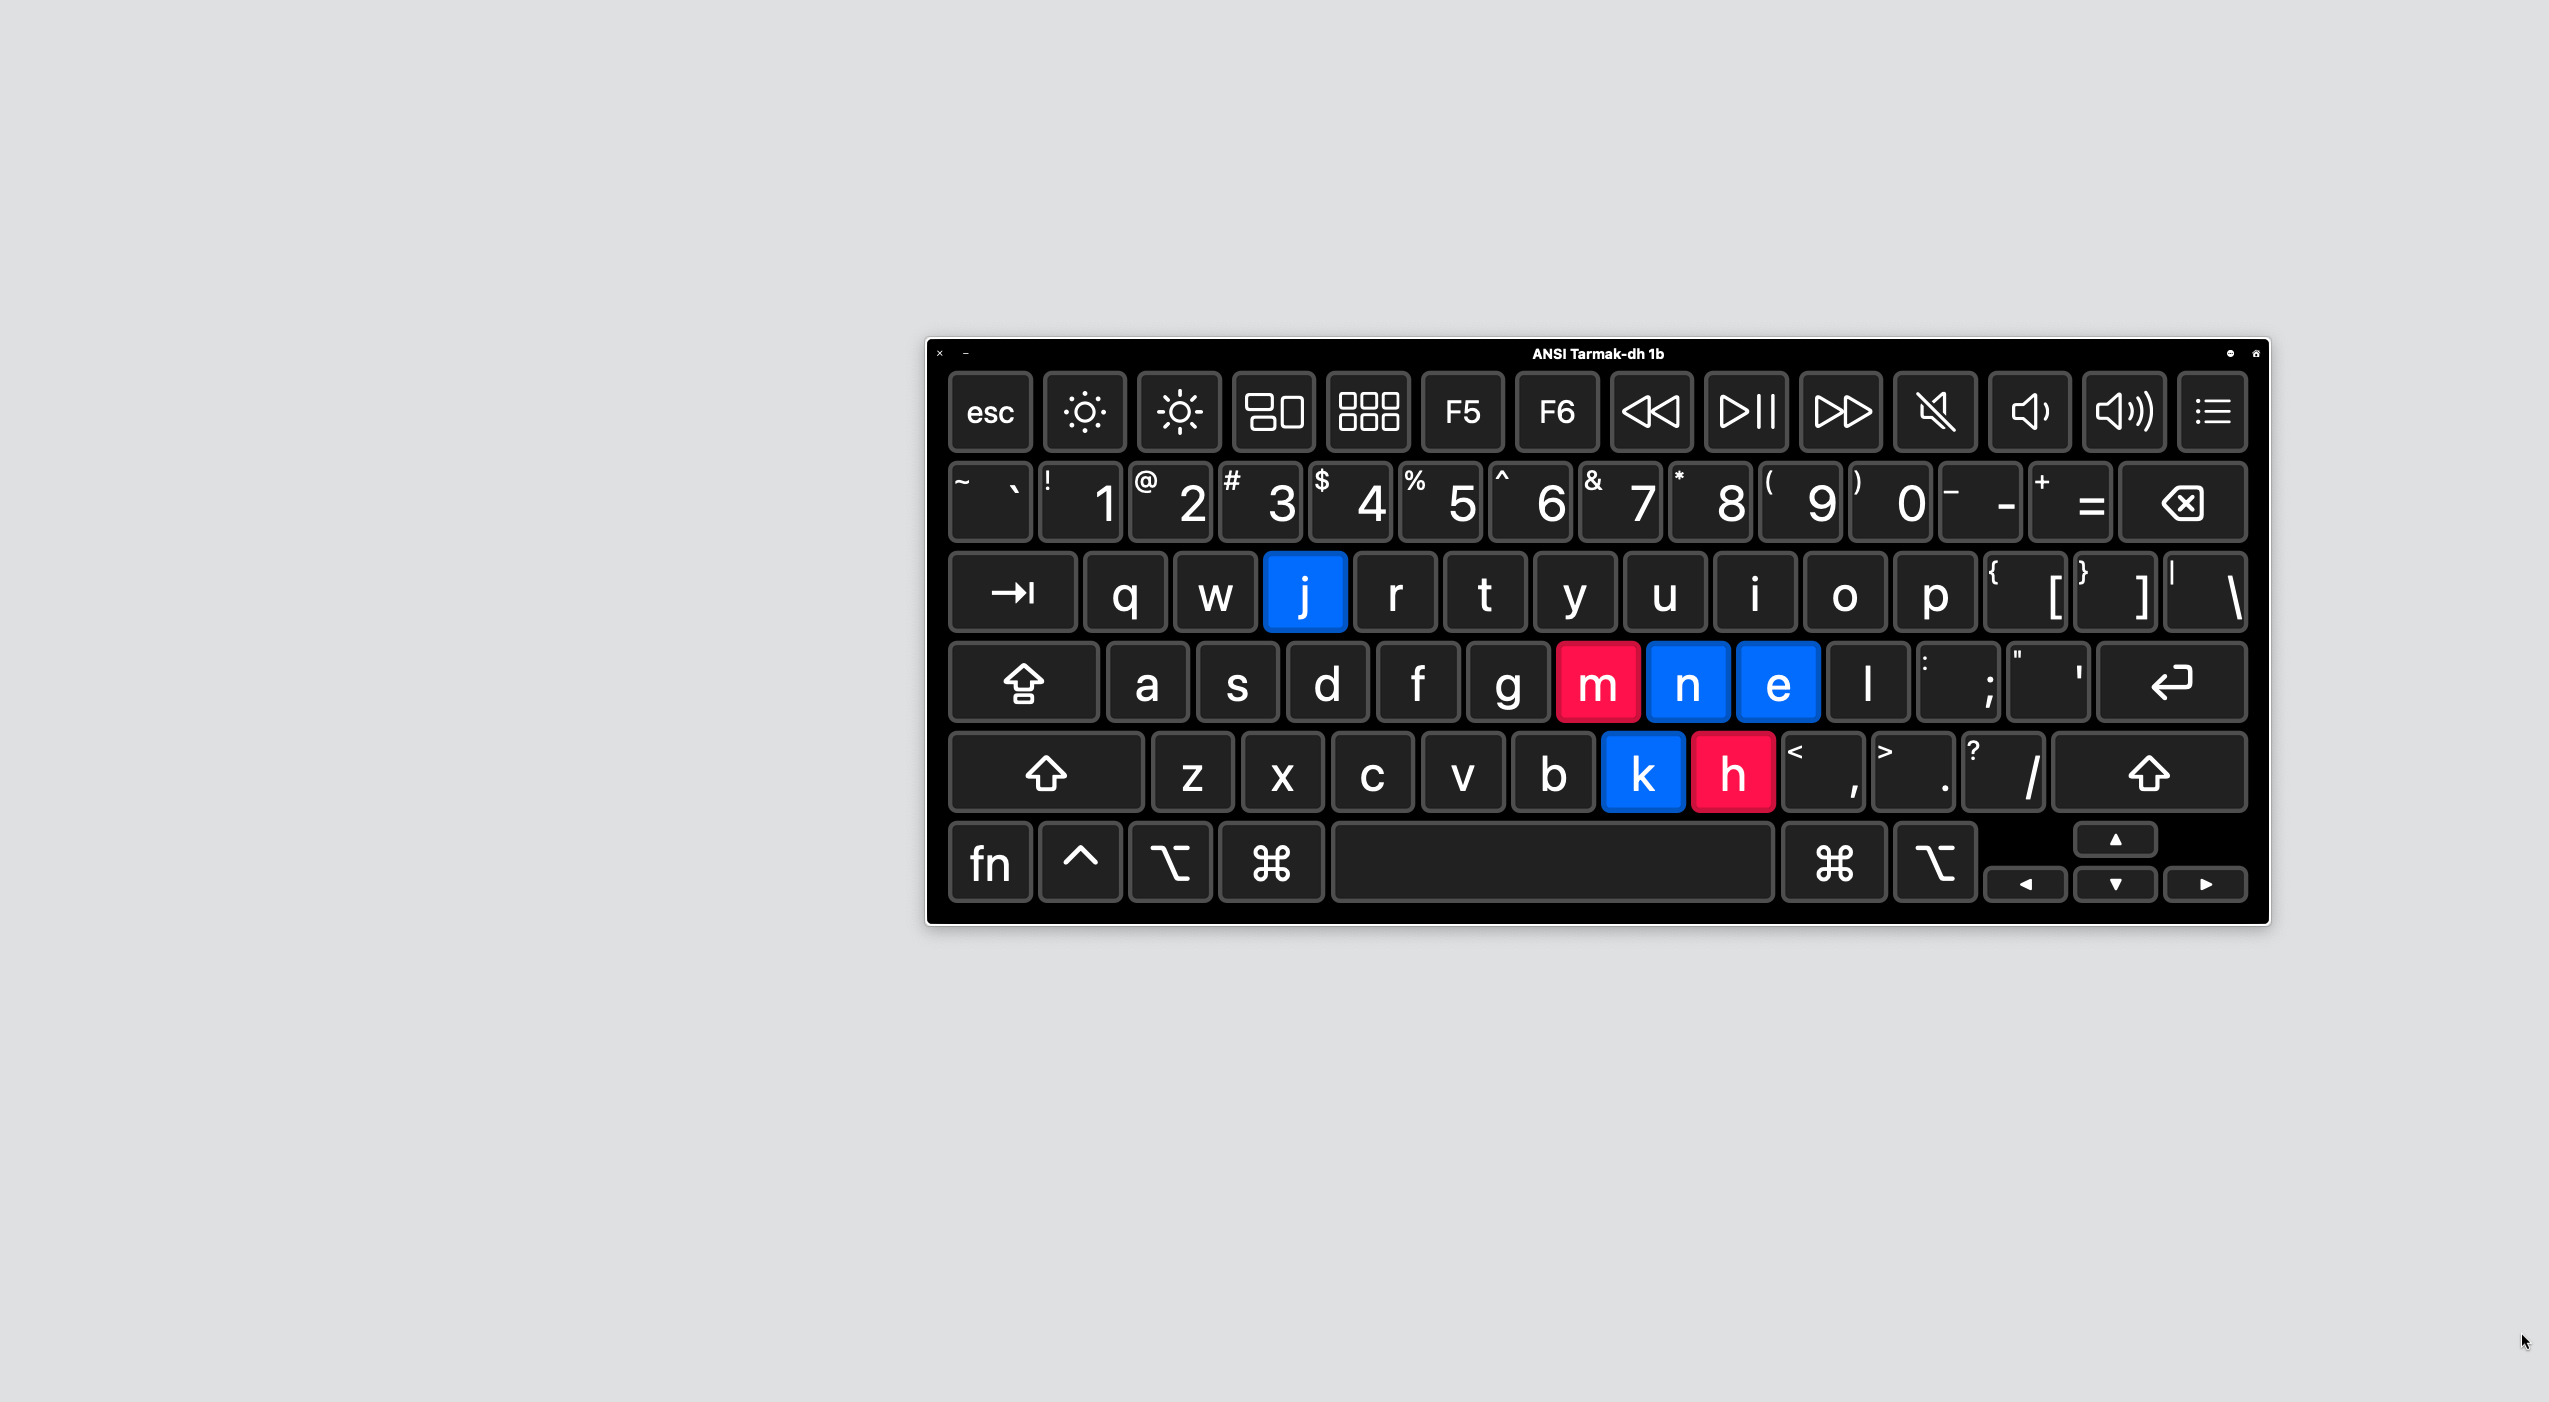 × − ANSI Tarmak-dh 1b
esc F5 F6
~ ` ! 1 @ 2 # 3 $ 4 % 5 ^ 6 & 7 * 8 ( 9 ) 0 _ - + =
q w j r t y u i o p { [ } ] | \
a s d f g m n e l : ; " '
z x c v b k h < , > . ? /
fn ^ ⌥ ⌘ ⌘ ⌥